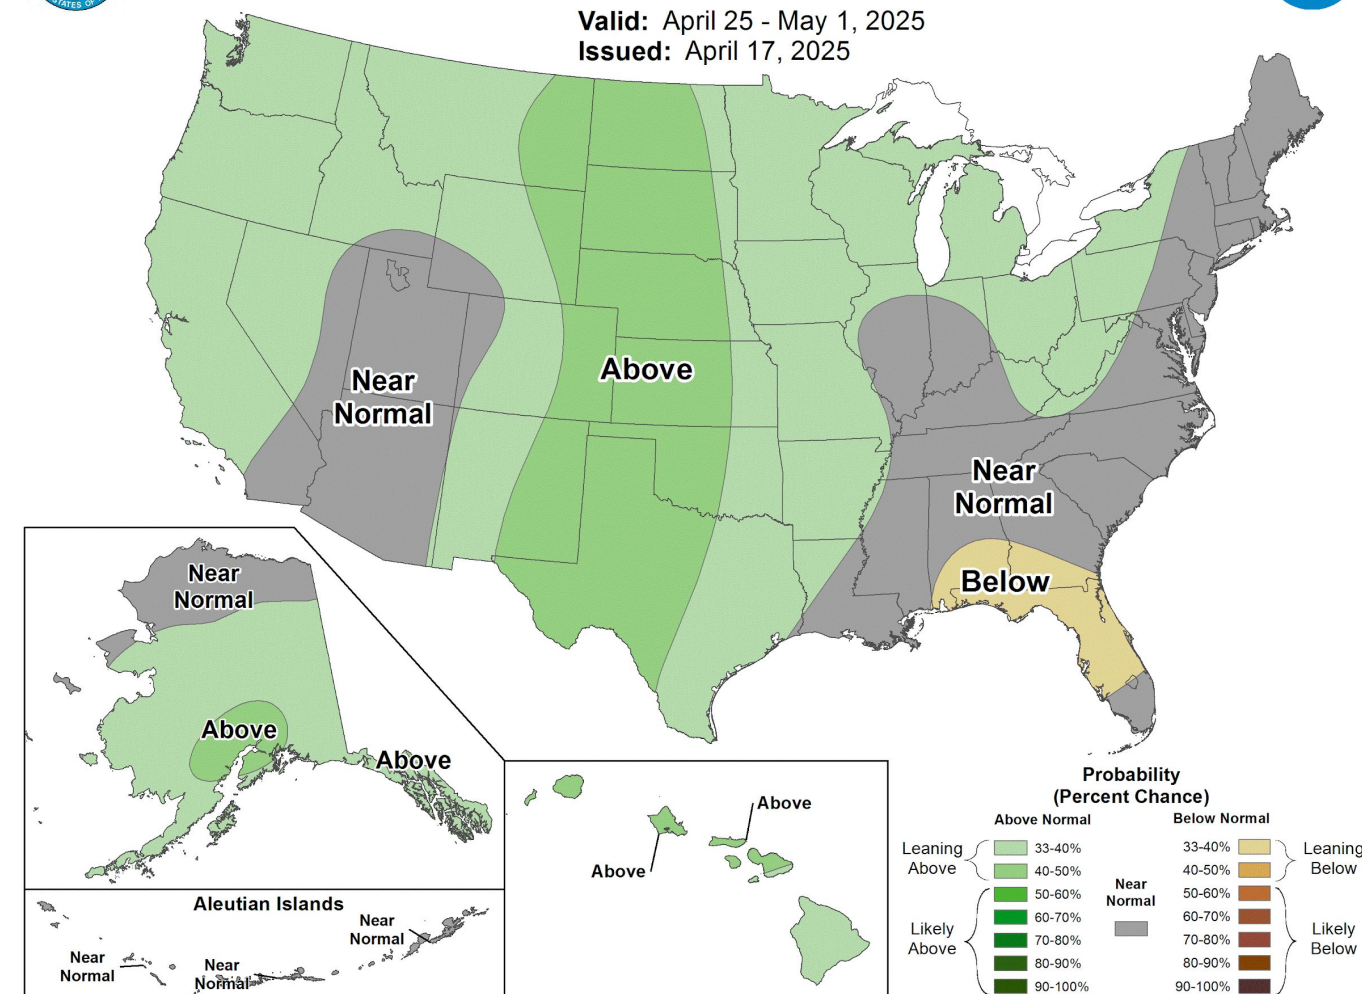 STATES OF
Valid: April 25 - May 1, 2025
Issued: April 17, 2025
Near
Normal
Above
Near
Normal
Below
Near
Normal
Above
Above
Above
Above
Aleutian Islands
Near
Normal
Near
Normal
Near
Normal
Probability
(Percent Chance)
Above Normal
Below Normal
Leaning
Above
33-40%
40-50%
50-60%
60-70%
70-80%
80-90%
90-100%
Likely
Above
Near
Normal
33-40%
40-50%
50-60%
60-70%
70-80%
80-90%
90-100%
Leaning
Below
Likely
Below